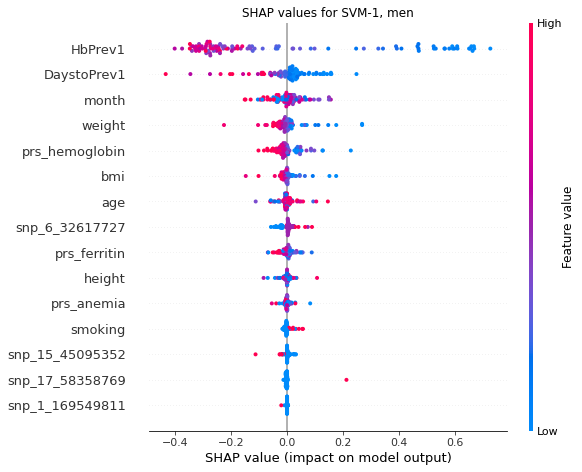 SHAP values for SVM-1, men
High
HbPrev1
DaystoPrev1
month
weight
prs_hemoglobin
bmi
age
snp_6_32617727
prs_ferritin
height
prs_anemia
smoking
snp_15_45095352
snp_17_58358769
snp_1_169549811
Feature value
Low
−0.4 −0.2 0.0 0.2 0.4 0.6
SHAP value (impact on model output)